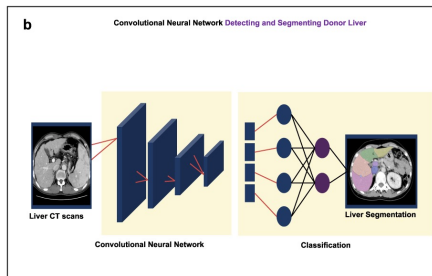 b
Convolutional Neural Network Detecting and Segmenting Donor Liver
Liver CT scans
Liver Segmentation
Convolutional Neural Network
Classification